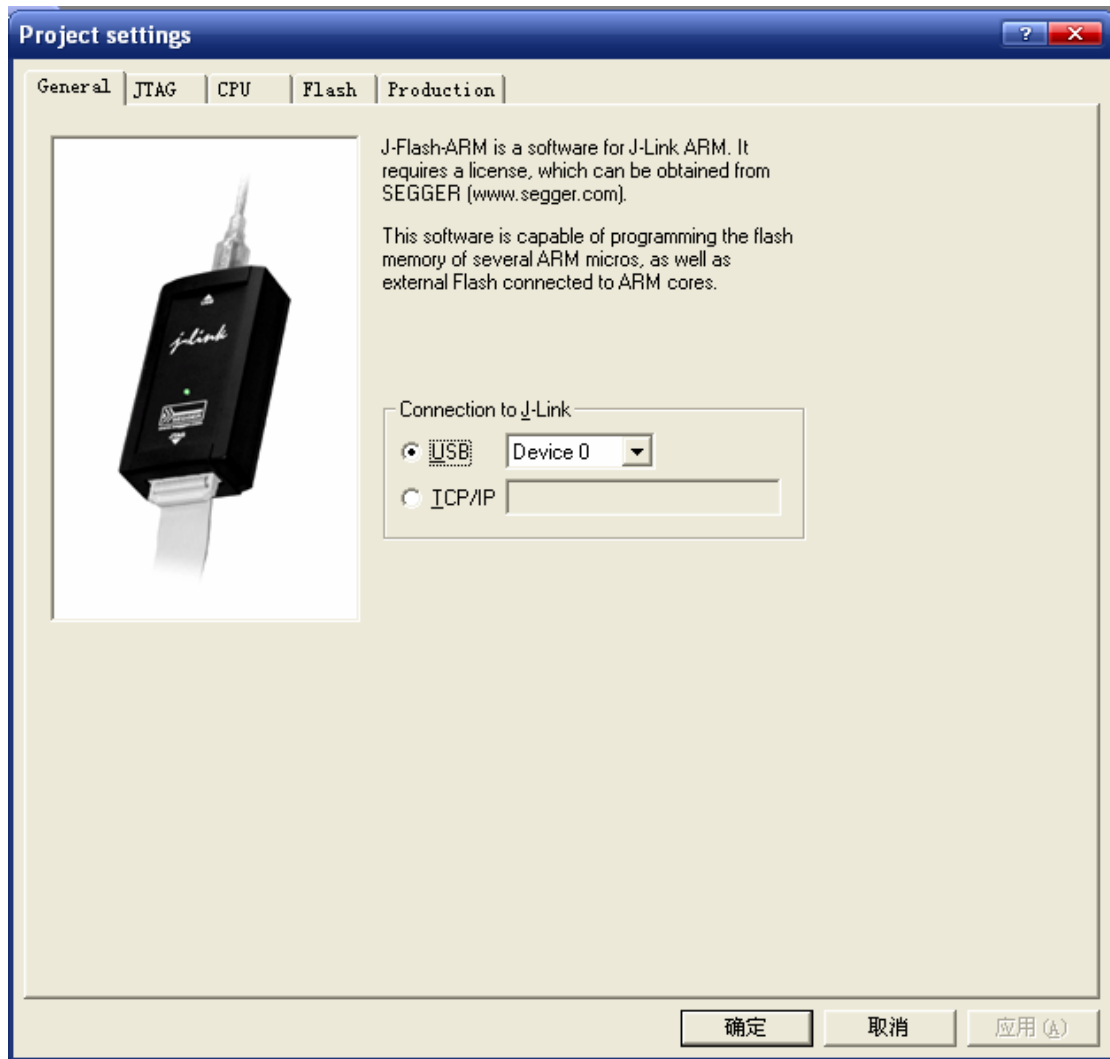 Project settings
General
JTAG
CPU
Flash
Production
J-Flash-ARM is a software for J-Link ARM. It
requires a license, which can be obtained from
SEGGER (www.segger.com).
This software is capable of programming the flash
memory of several ARM micros, as well as
external Flash connected to ARM cores.
j-link
Connection to J-Link
USB
Device 0
TCP/IP
确定
取消
应用(A)